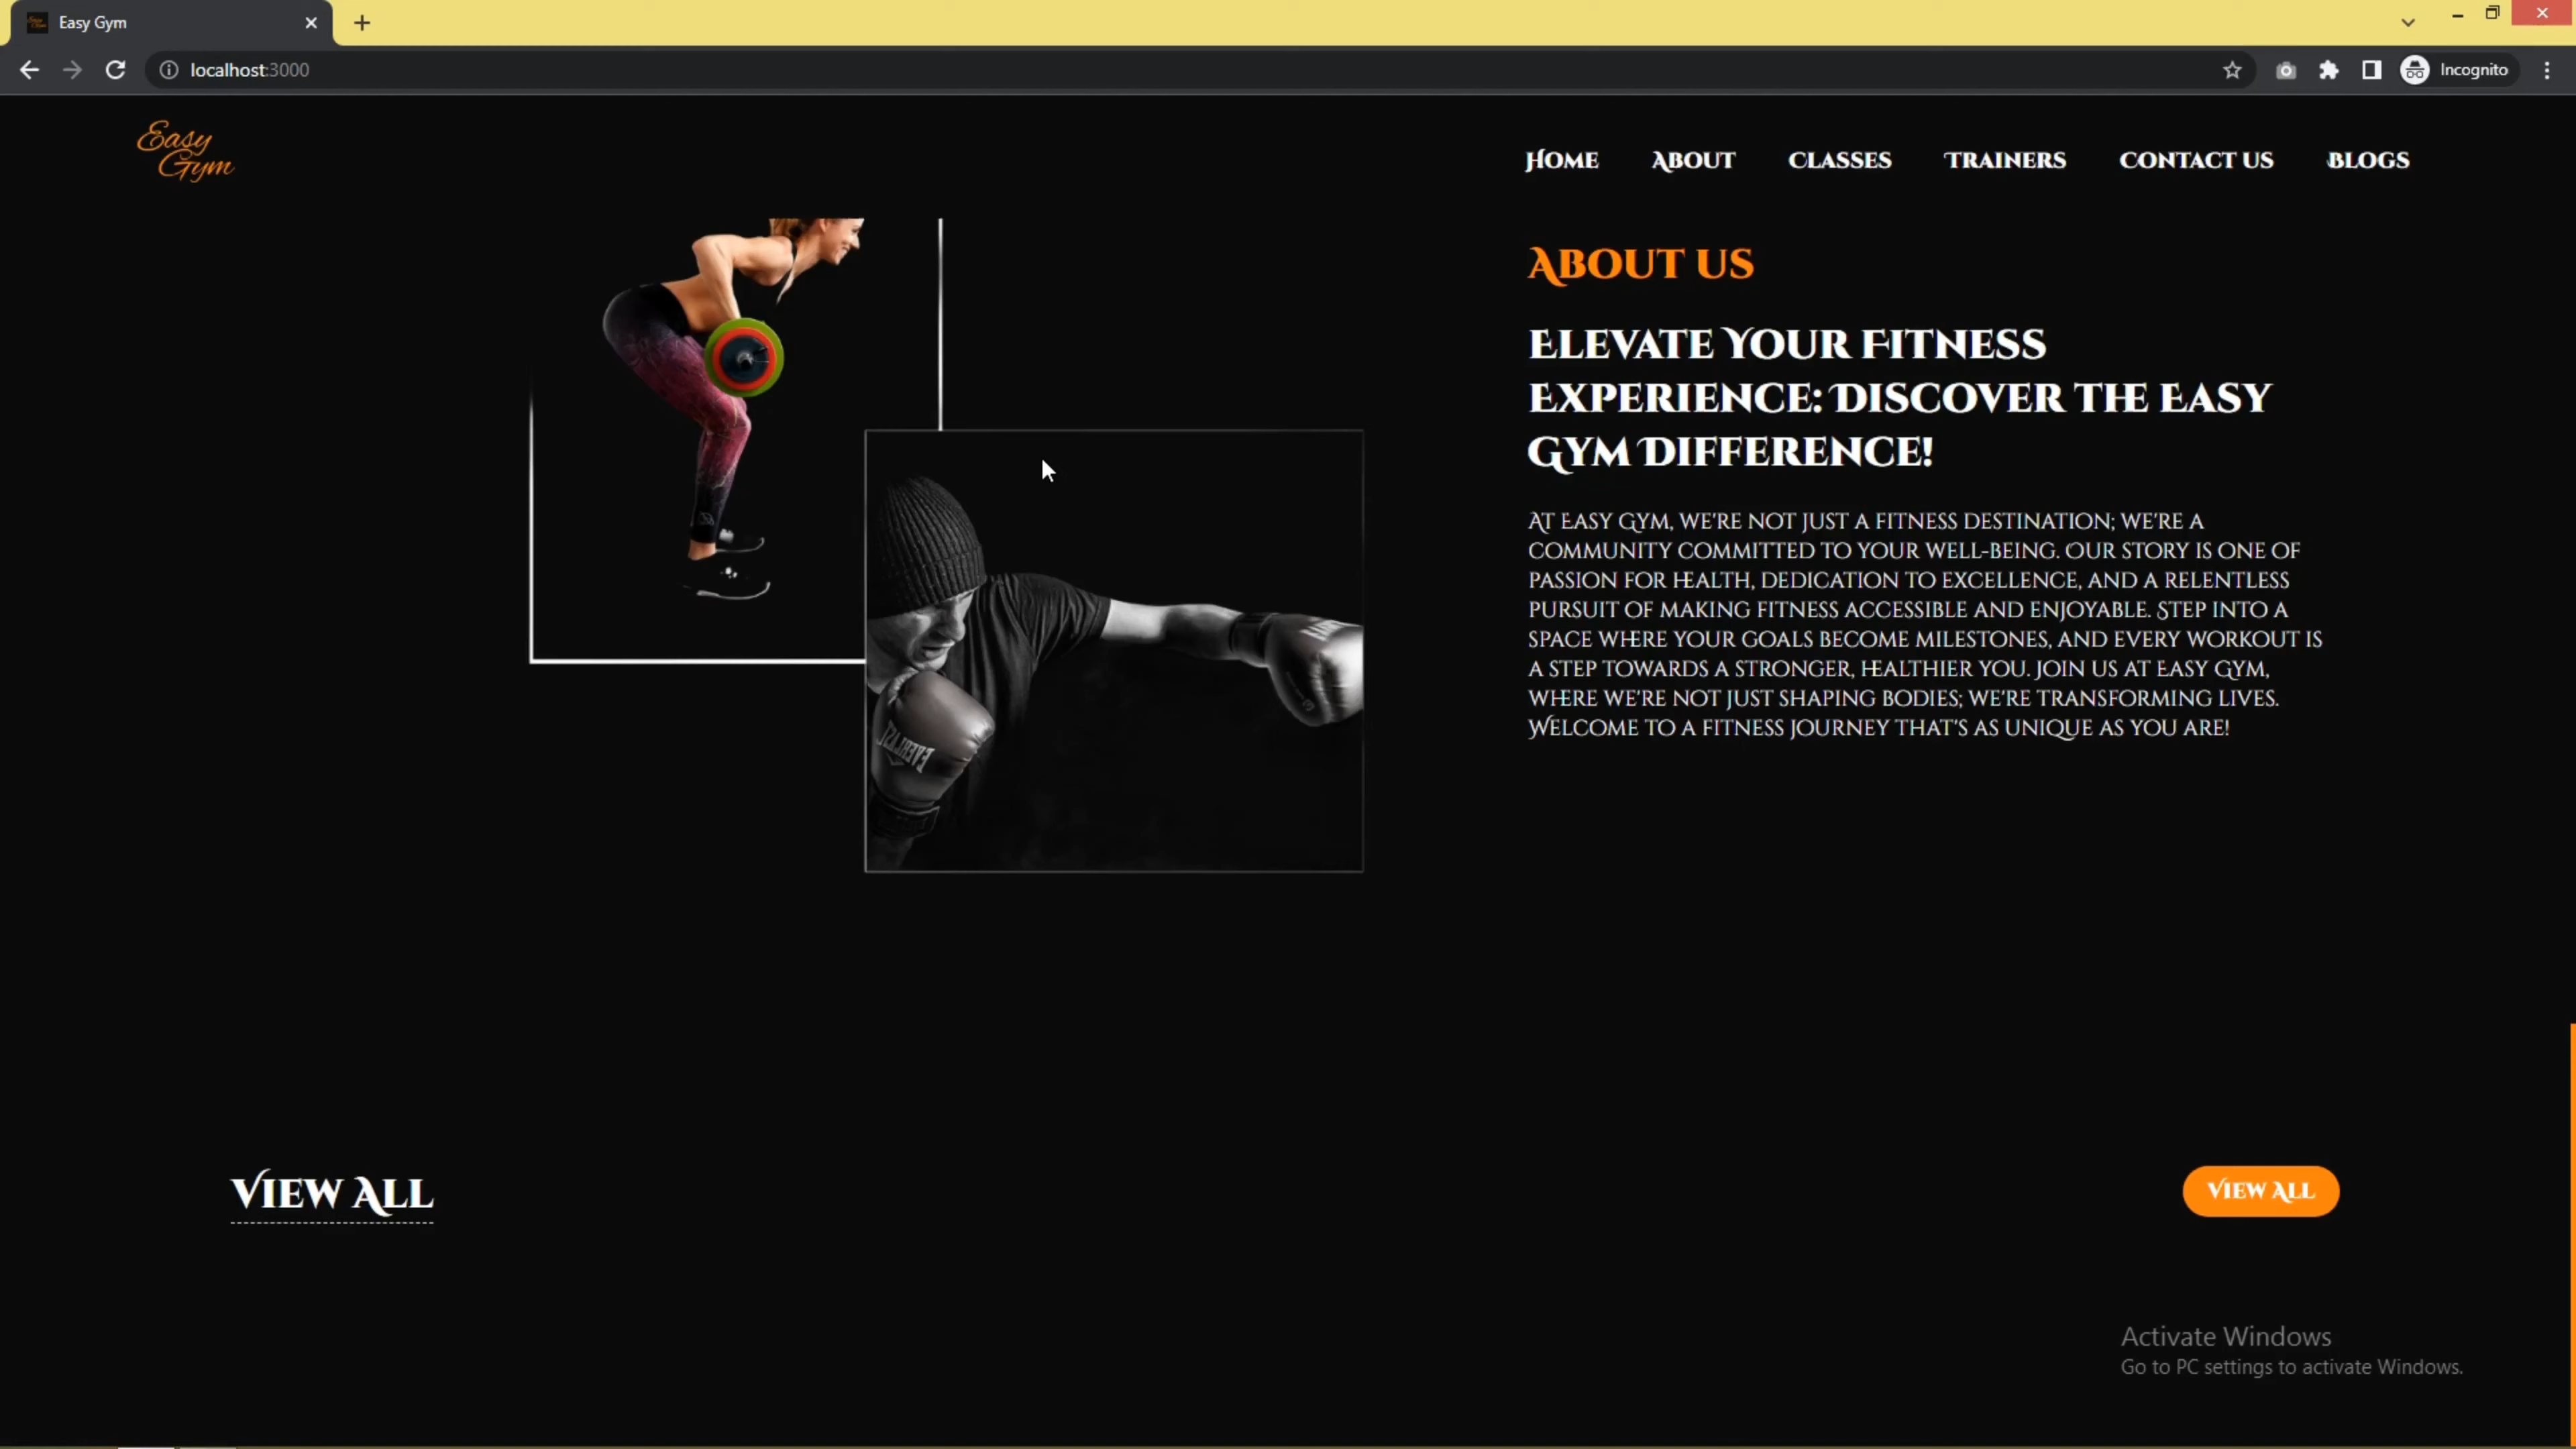 Easy Gym
localhost:3000
Incognito
Easy
Gym
Home About Classes Trainers Contact us Blogs
About us
Elevate Your Fitness
Experience: Discover the Easy
Gym Difference!
At Easy Gym, we're not just a fitness destination; we're a
community committed to your well-being. Our story is one of
passion for health, dedication to excellence, and a relentless
pursuit of making fitness accessible and enjoyable. Step into a
space where your goals become milestones, and every workout is
a step towards a stronger, healthier you. Join us at Easy Gym,
where we're not just shaping bodies; we're transforming lives.
Welcome to a fitness journey that's as unique as you are!
EVERLAST
View All
View All
Activate Windows
Go to PC settings to activate Windows.